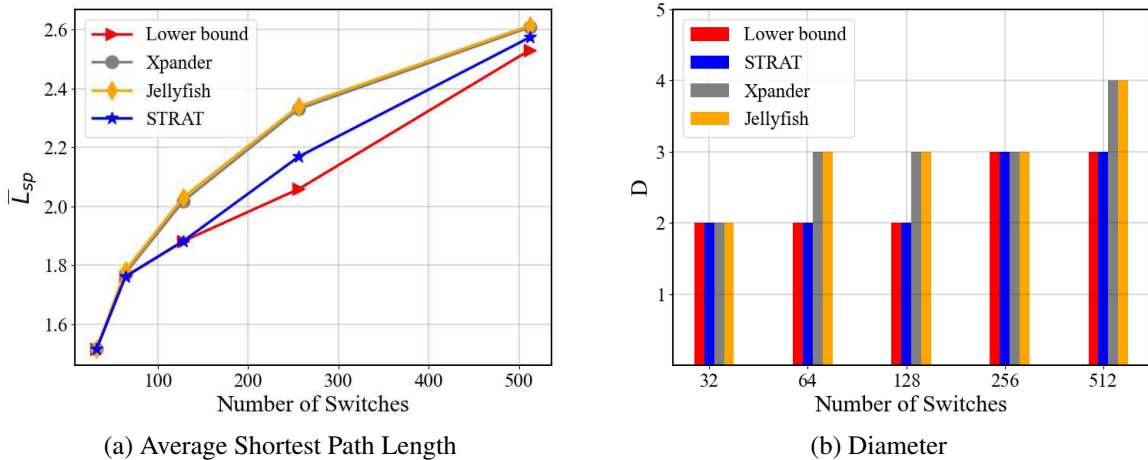 2.6
2.4
2.2
2.0
1.8
1.6
L̅sp
Lower bound
Xpander
Jellyfish
STRAT
100 200 300 400 500
Number of Switches
(a) Average Shortest Path Length
5
4
3
2
1
D
Lower bound
STRAT
Xpander
Jellyfish
32 64 128 256 512
Number of Switches
(b) Diameter